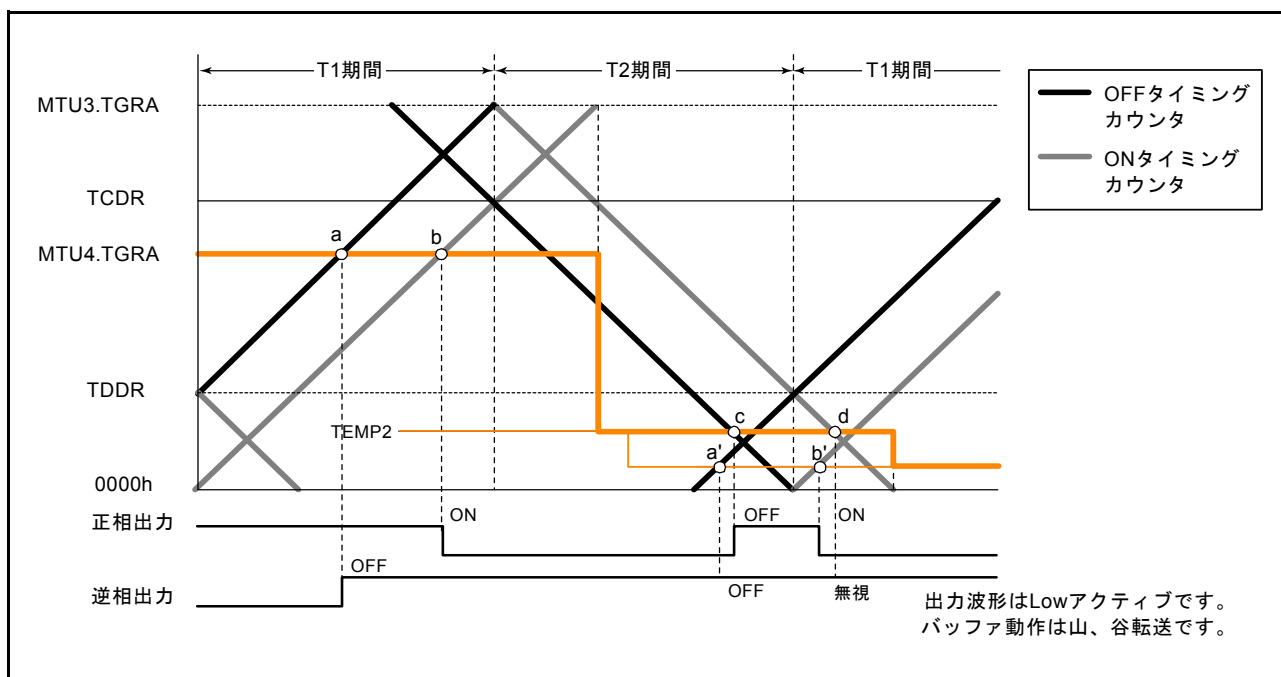 T1期間
T2期間
T1期間
MTU3.TGRA
TCDR
MTU4.TGRA
TDDR
TEMP2
0000h
a
b
c
d
a'
b'
OFFタイミング
カウンタ
ONタイミング
カウンタ
正相出力
ON
OFF
ON
逆相出力
OFF
OFF
無視
出力波形はLowアクティブです。
バッファ動作は山、谷転送です。